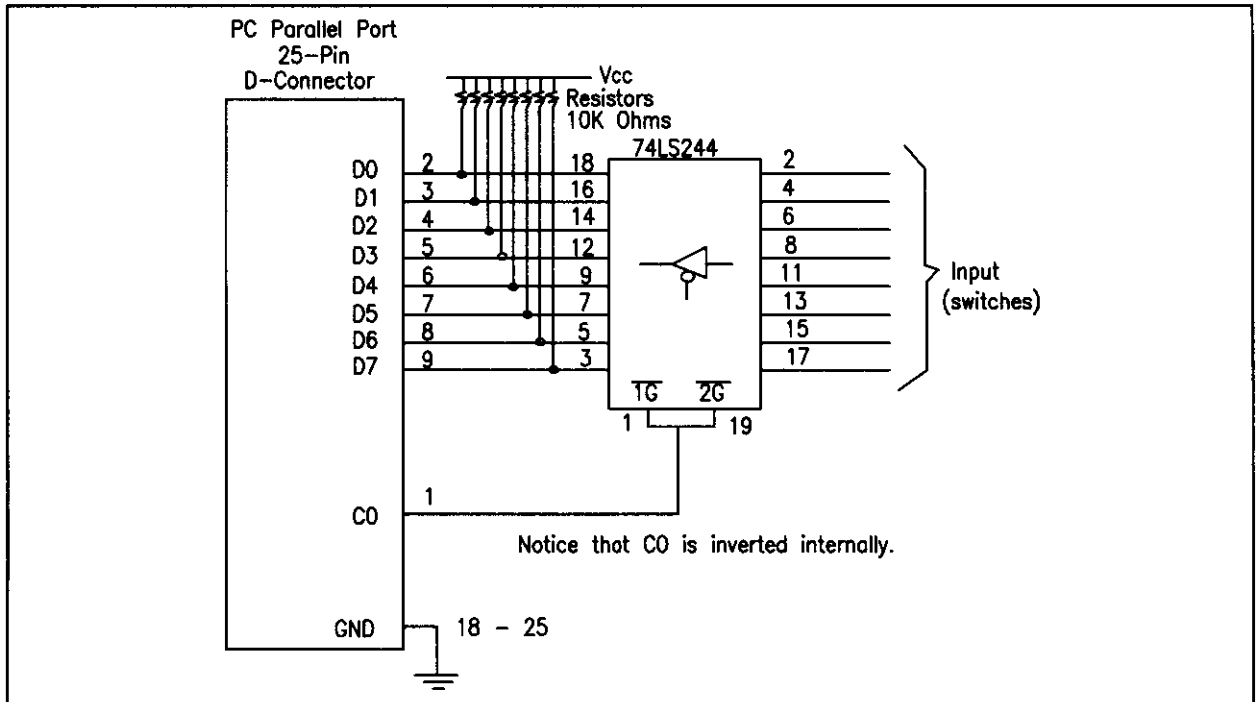 PC Parallel Port
25-Pin
D-Connector
Vcc
Resistors
10K Ohms
74LS244
D0 2 18 2
D1 3 16 4
D2 4 14 6
D3 5 12 8
D4 6 9 11
D5 7 7 13
D6 8 5 15
D7 9 3 17
Input
(switches)
1G 2G
1 19
C0 1
Notice that C0 is inverted internally.
GND 18 - 25